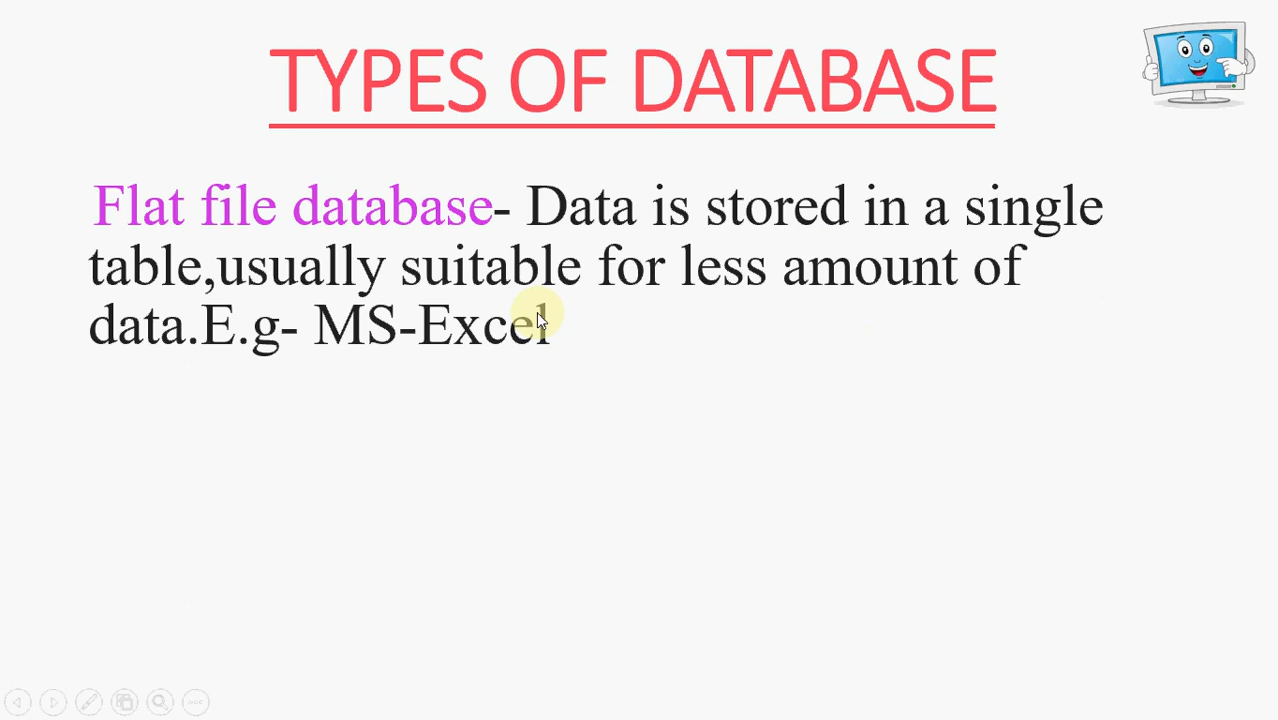 TYPES OF DATABASE
Flat file database- Data is stored in a single
table,usually suitable for less amount of
data.E.g- MS-Excel